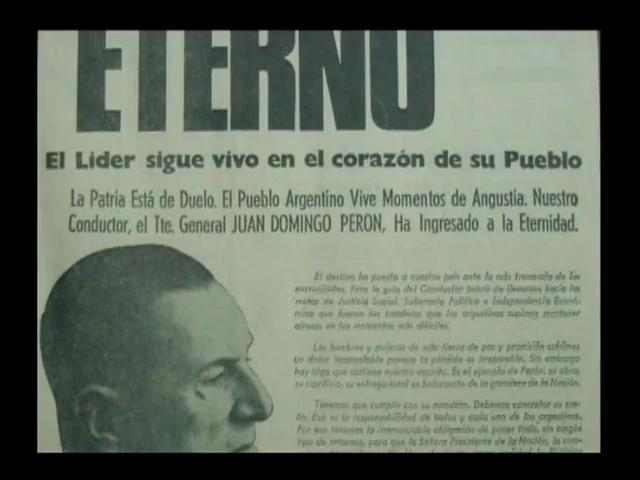 ETERNO
El Líder sigue vivo en el corazón de su Pueblo
La Patria Está de Duelo. El Pueblo Argentino Vive Momentos de Angustia. Nuestro
Conductor, el Tte. General JUAN DOMINGO PERON, Ha Ingresado a la Eternidad.
El destino ha puesto a nuestro país ante la más tremenda de las
encrucijadas. Pero la guía del Conductor habrá de llevarnos hacia las
metas de Justicia Social, Soberanía Política e Independencia Econó-
mica que fueron las banderas que los argentinos supimos mantener
airosas en los momentos más difíciles.
Los hombres y mujeres de esta tierra de paz y promisión sufrimos
un dolor inconsolable porque la pérdida es irreparable. Sin embargo
hay algo que sostiene nuestro espíritu. Es el ejemplo de Perón, su obra,
su sacrificio, su entrega total en holocausto de la grandeza de la Nación.
Tenemos que cumplir con su mandato. Debemos concretar su sue-
ño. Esa es la responsabilidad de todos y cada uno de los argentinos.
Por eso tenemos la irrenunciable obligación de poner todo, sin ningún
tipo de retaceos, para que la Señora Presidente de la Nación, la com-